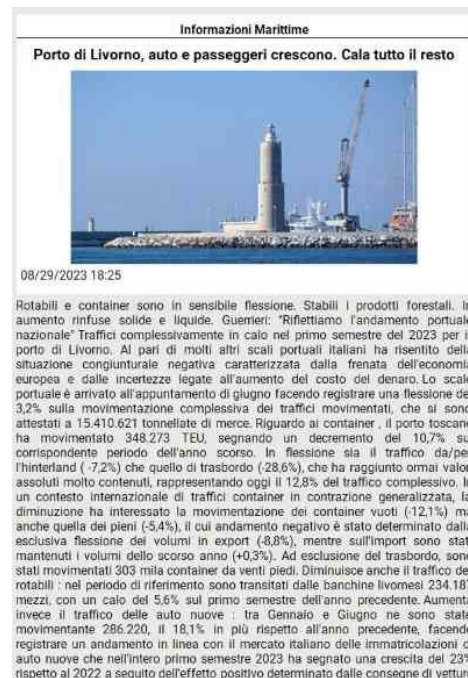 Informazioni Marittime
Porto di Livorno, auto e passeggeri crescono. Cala tutto il resto
08/29/2023 18:25
Rotabili e container sono in sensibile flessione. Stabili i prodotti forestali. In
aumento rinfuse solide e liquide. Guerrieri: "Riflettiamo l'andamento portuale
nazionale" Traffici complessivamente in calo nel primo semestre del 2023 per il
porto di Livorno. Al pari di molti altri scali portuali italiani ha risentito della
situazione congiunturale negativa caratterizzata dalla frenata dell'economia
europea e dalle incertezze legate all'aumento del costo del denaro. Lo scalo
portuale è arrivato all'appuntamento di giugno facendo registrare una flessione del
3,2% sulla movimentazione complessiva dei traffici movimentati, che si sono
attestati a 15.410.621 tonnellate di merce. Riguardo ai container , il porto toscano
ha movimentato 348.273 TEU, segnando un decremento del 10,7% sul
corrispondente periodo dell'anno scorso. In flessione sia il traffico da/per
l'hinterland ( -7,2%) che quello di trasbordo (-28,6%), che ha raggiunto ormai valori
assoluti molto contenuti, rappresentando oggi il 12,8% del traffico complessivo. In
un contesto internazionale di traffici container in contrazione generalizzata, la
diminuzione ha interessato la movimentazione dei container vuoti (-12,1%) ma
anche quella dei pieni (-5,4%), il cui andamento negativo è stato determinato dalla
esclusiva flessione dei volumi in export (-8,8%), mentre sull'import sono stati
mantenuti i volumi dello scorso anno (+0,3%). Ad esclusione del trasbordo, sono
stati movimentati 303 mila container da venti piedi. Diminuisce anche il traffico dei
rotabili : nel periodo di riferimento sono transitati dalle banchine livornesi 234.187
mezzi, con un calo del 5,6% sul primo semestre dell'anno precedente. Aumenta
invece il traffico delle auto nuove : tra Gennaio e Giugno ne sono state
movimentante 286.220, il 18,1% in più rispetto all'anno precedente, facendo
registrare un andamento in linea con il mercato italiano delle immatricolazioni di
auto nuove che nell'intero primo semestre 2023 ha segnato una crescita del 23%
rispetto al 2022 a seguito dell'effetto positivo determinato dalle consegne di vetture